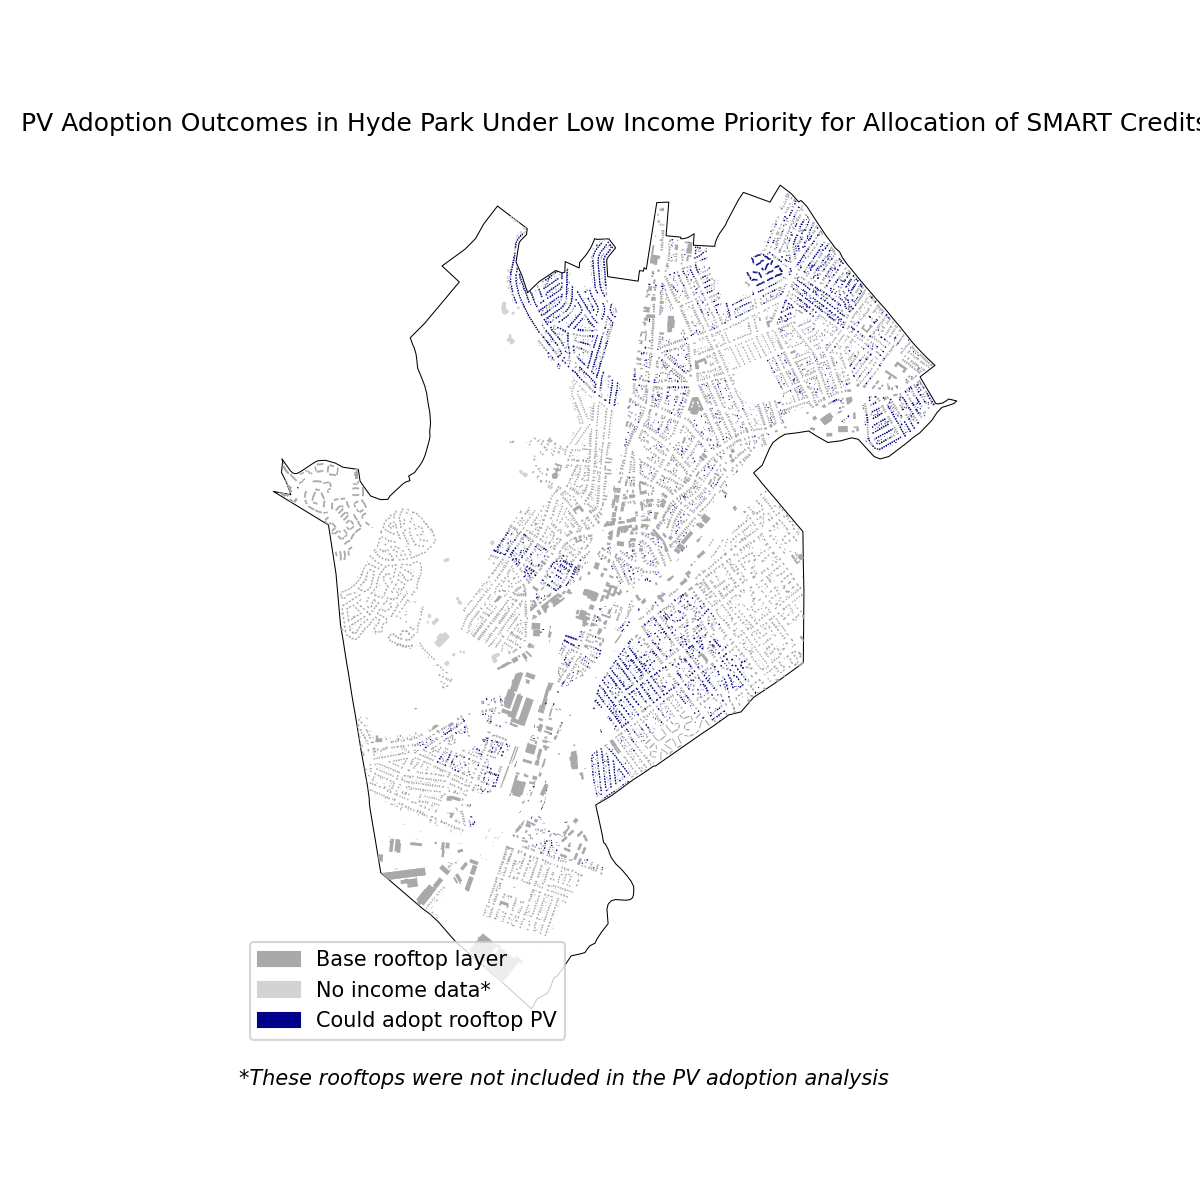 PV Adoption Outcomes in Hyde Park Under Low Income Priority for Allocation of SMART Credits
Base rooftop layer
No income data*
Could adopt rooftop PV
*These rooftops were not included in the PV adoption analysis